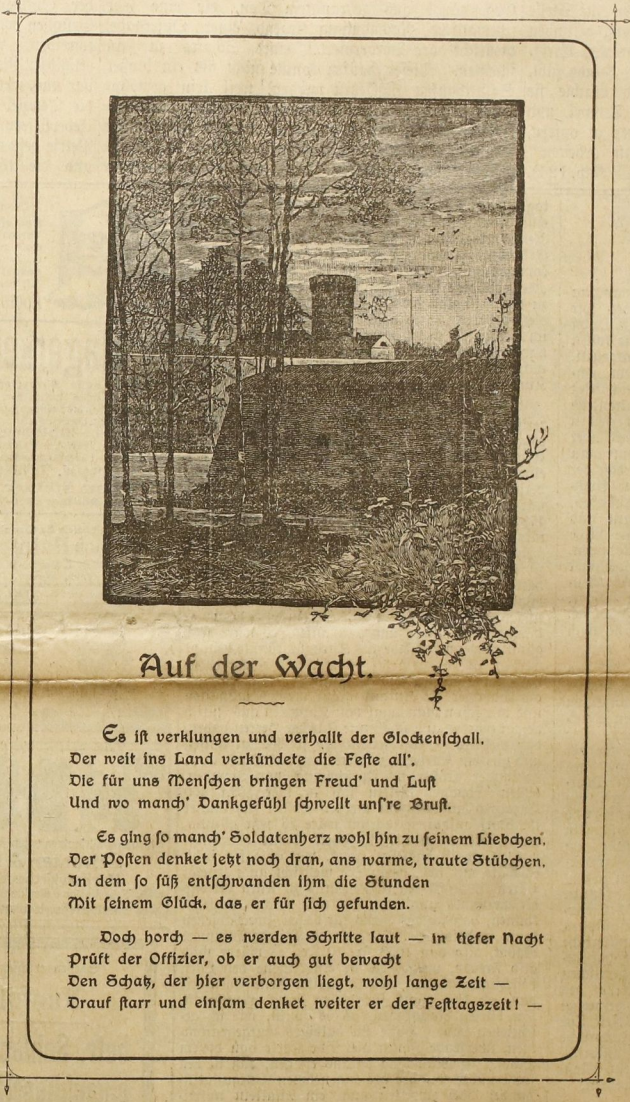 Auf der Wacht.
Es ist verklungen und verhallt der Glockenschall,
Der weit ins Land verkündete die Feste all'.
Die für uns Menschen bringen Freud' und Lust
Und wo manch' Dankgefühl schwellt uns're Brust.
Es ging so manch' Soldatenherz wohl hin zu seinem Liebchen,
Der Posten denket jetzt noch dran, ans warme, traute Stübchen,
In dem so süß entschwanden ihm die Stunden
Mit seinem Glück, das er für sich gefunden.
Doch horch — es werden Schritte laut — in tiefer Nacht
Prüft der Offizier, ob er auch gut bewacht
Den Schatz, der hier verborgen liegt, wohl lange Zeit —
Drauf starr und einsam denket weiter er der Festtagszeit! —